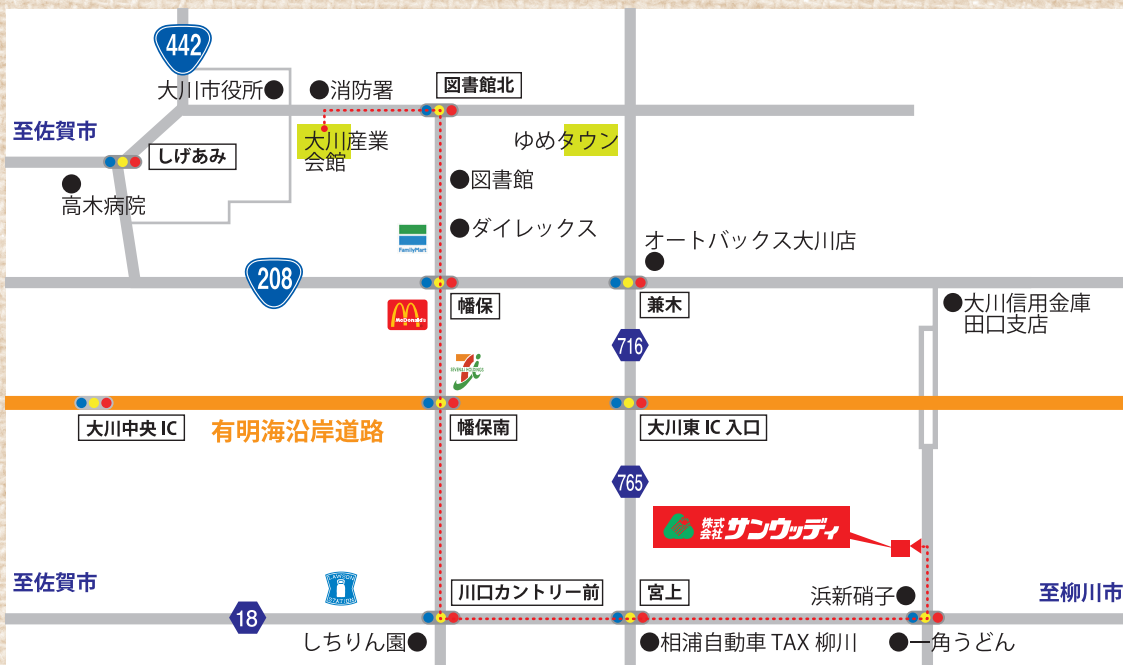 442
大川市役所
消防署
図書館北
至佐賀市
しげあみ
大川産業
会館
ゆめタウン
高木病院
図書館
ダイレックス
FamilyMart
オートバックス大川店
208
幡保
兼木
大川信用金庫
田口支店
McDonald's
716
7i
SEVEN & i HOLDINGS
大川中央 IC
有明海沿岸道路
幡保南
大川東 IC 入口
765
株式
会社
サンウッディ
至佐賀市
LAWSON
STATION
川口カントリー前
宮上
浜新硝子
至柳川市
18
しちりん園
相浦自動車 TAX 柳川
一角うどん